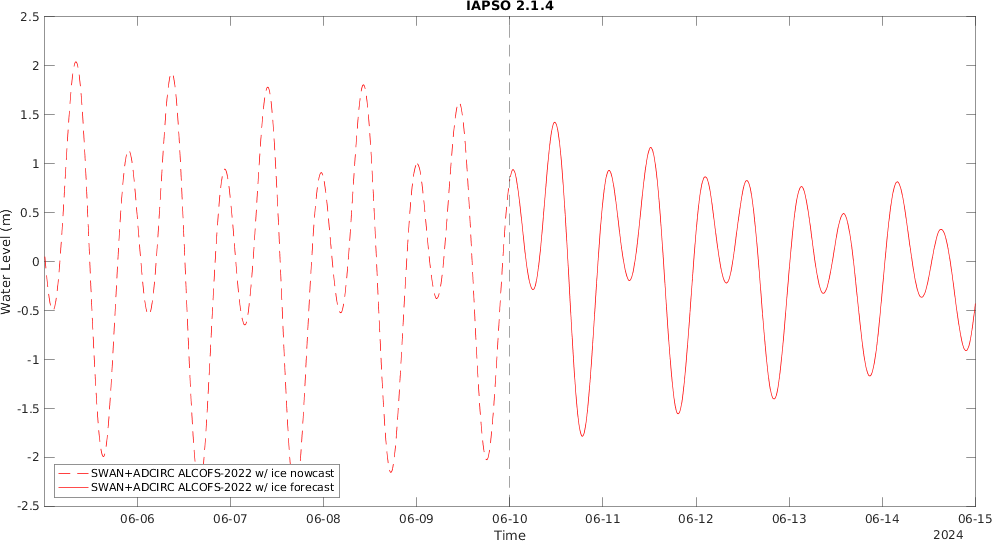 IAPSO 2.1.4
2.5
2
1.5
1
0.5
0
-0.5
-1
-1.5
-2
-2.5
Water Level (m)
SWAN+ADCIRC ALCOFS-2022 w/ ice nowcast
SWAN+ADCIRC ALCOFS-2022 w/ ice forecast
06-06 06-07 06-08 06-09 06-10 06-11 06-12 06-13 06-14 06-15
Time
2024